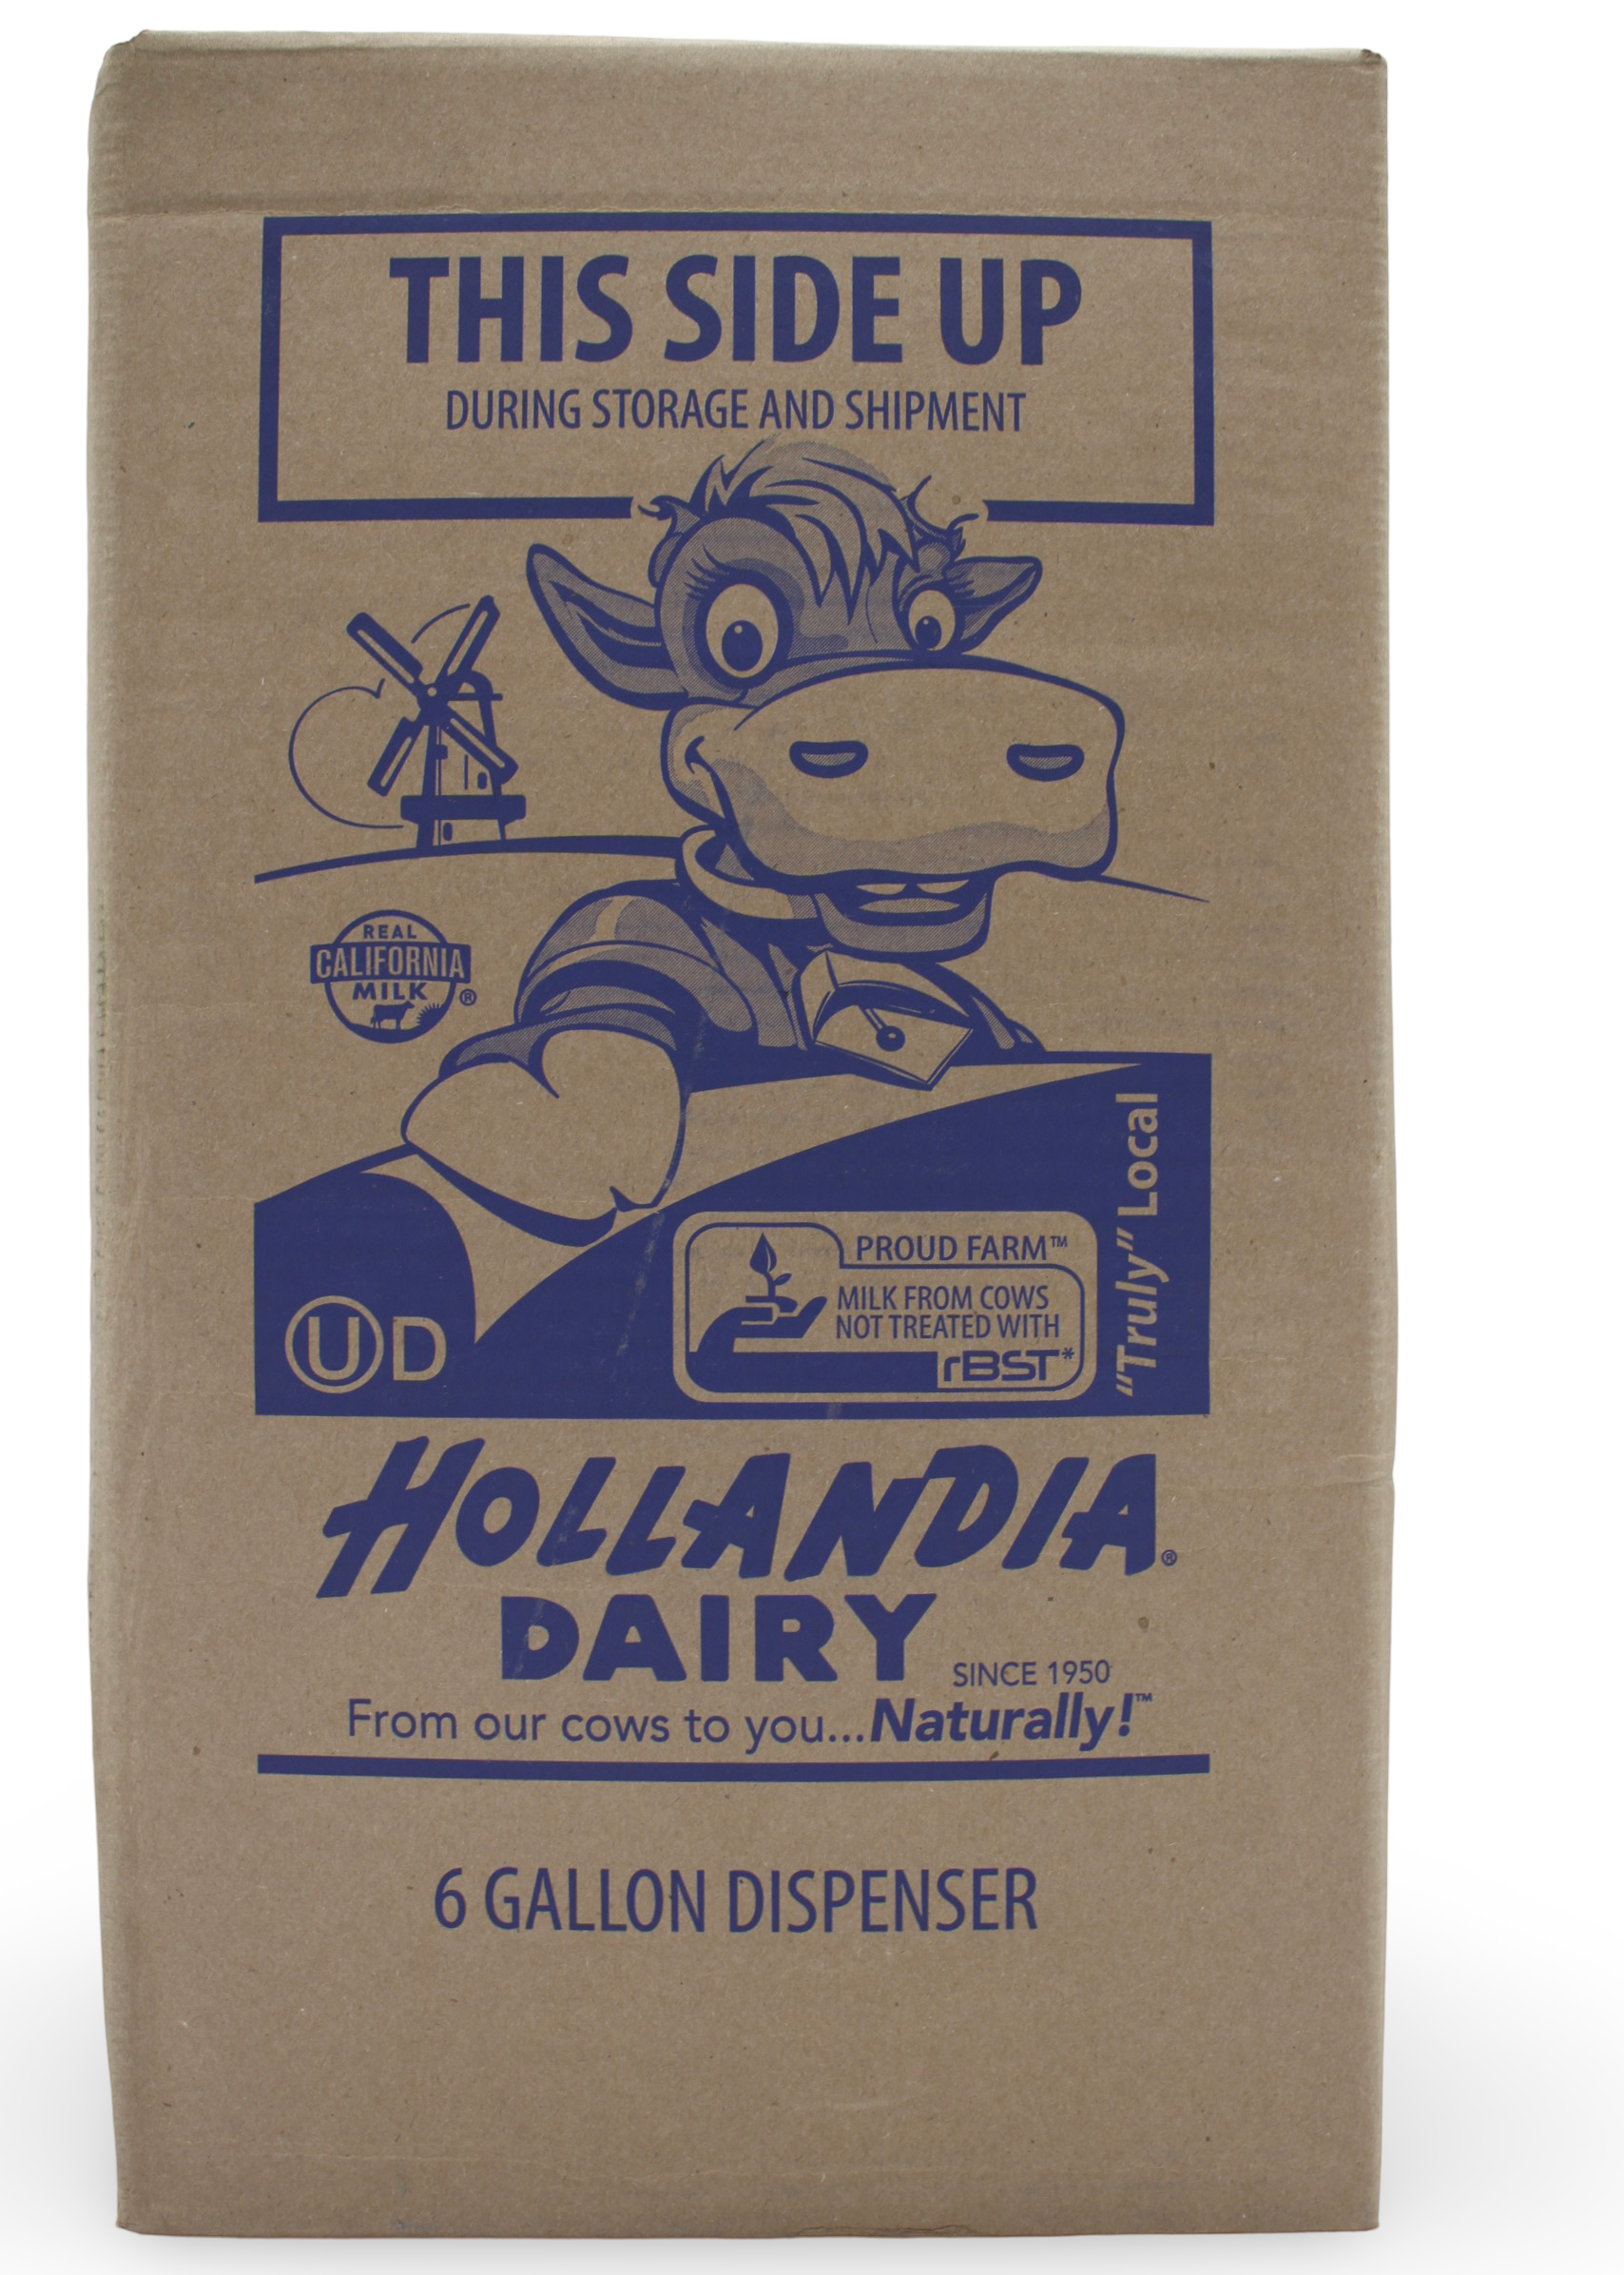 THIS SIDE UP
DURING STORAGE AND SHIPMENT
REAL
CALIFORNIA
MILK ®
"Truly" Local
PROUD FARM™
MILK FROM COWS
NOT TREATED WITH
rBST*
U D
HOLLANDIA®
DAIRY
SINCE 1950
From our cows to you...Naturally!™
6 GALLON DISPENSER